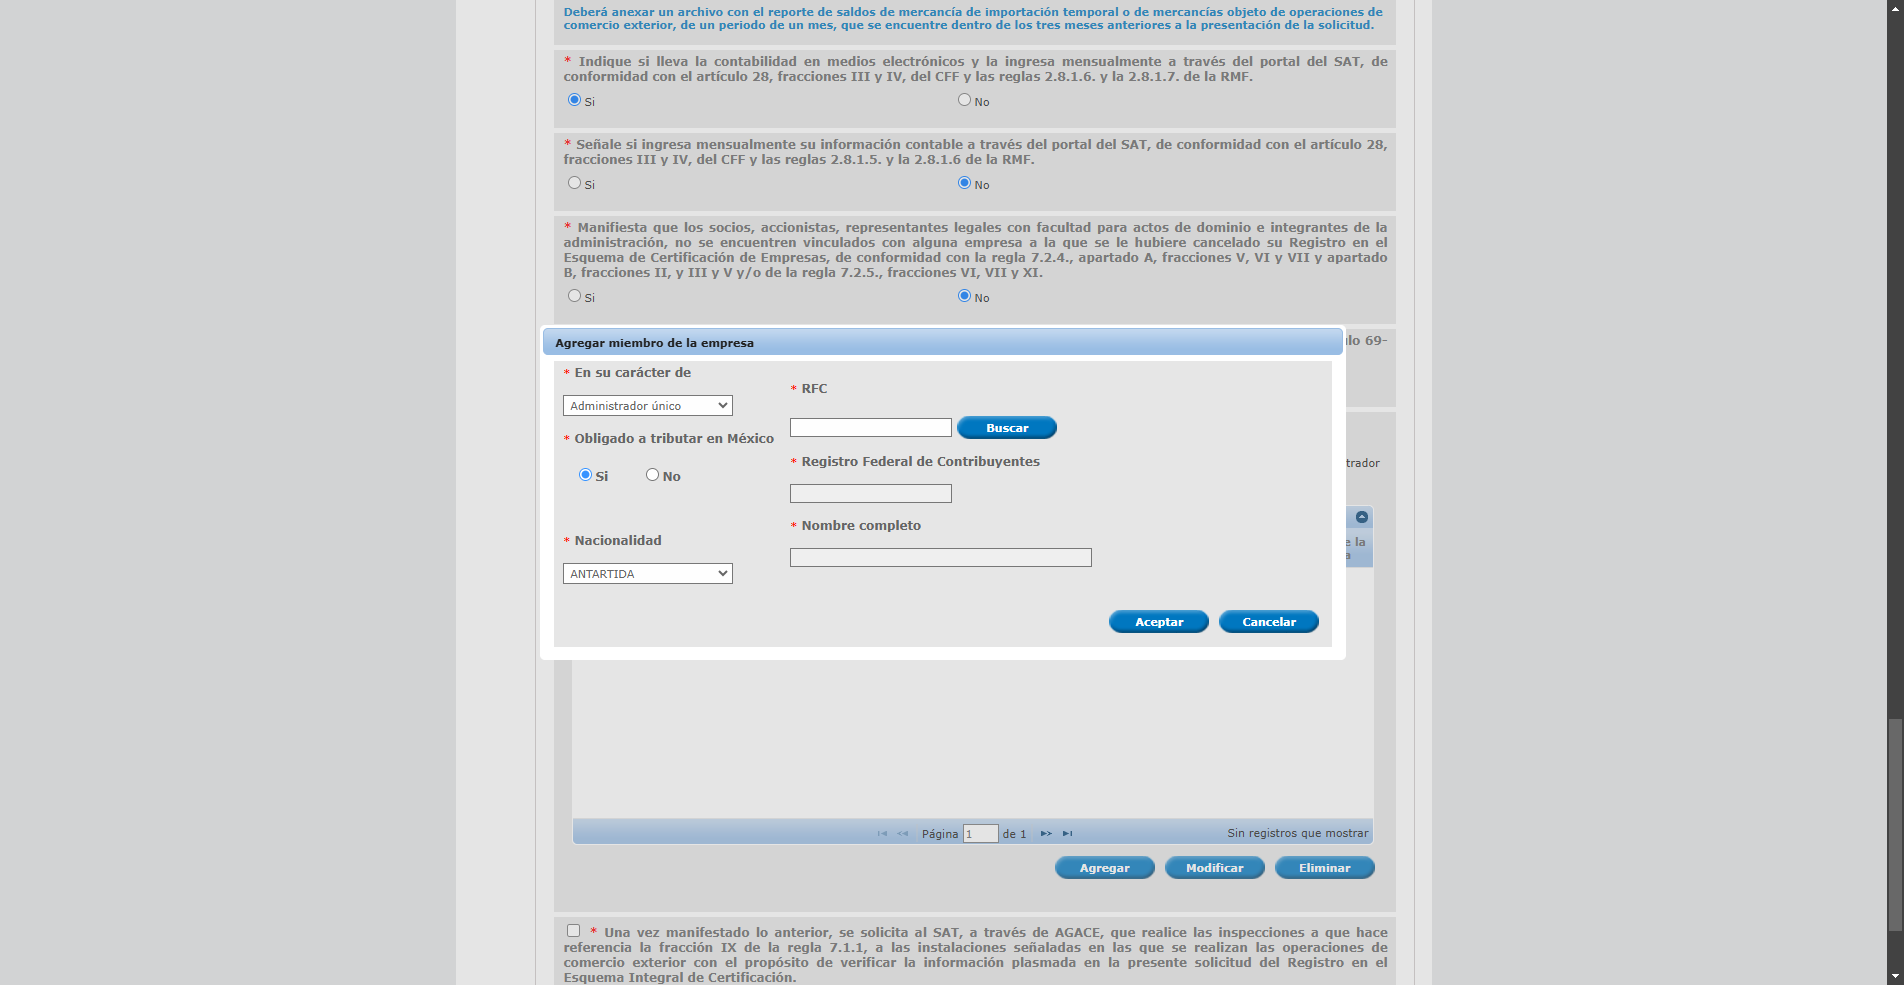 Deberá anexar un archivo con el reporte de saldos de mercancía de importación temporal o de mercancías objeto de operaciones de
comercio exterior, de un periodo de un mes, que se encuentre dentro de los tres meses anteriores a la presentación de la solicitud.
* Indique si lleva la contabilidad en medios electrónicos y la ingresa mensualmente a través del portal del SAT, de
conformidad con el artículo 28, fracciones III y IV, del CFF y las reglas 2.8.1.6. y la 2.8.1.7. de la RMF.
Si No
* Señale si ingresa mensualmente su información contable a través del portal del SAT, de conformidad con el artículo 28,
fracciones III y IV, del CFF y las reglas 2.8.1.5. y la 2.8.1.6 de la RMF.
Si No
* Manifiesta que los socios, accionistas, representantes legales con facultad para actos de dominio e integrantes de la
administración, no se encuentren vinculados con alguna empresa a la que se le hubiere cancelado su Registro en el
Esquema de Certificación de Empresas, de conformidad con la regla 7.2.4., apartado A, fracciones V, VI y VII y apartado
B, fracciones II, y III y V y/o de la regla 7.2.5., fracciones VI, VII y XI.
Si No
lo 69-
Agregar miembro de la empresa
* En su carácter de
* RFC
Administrador único
Buscar
* Obligado a tributar en México
* Registro Federal de Contribuyentes
trador
Si No
* Nombre completo
* Nacionalidad
e la
a
ANTARTIDA
Aceptar Cancelar
Página 1 de 1 Sin registros que mostrar
Agregar Modificar Eliminar
* Una vez manifestado lo anterior, se solicita al SAT, a través de AGACE, que realice las inspecciones a que hace
referencia la fracción IX de la regla 7.1.1, a las instalaciones señaladas en las que se realizan las operaciones de
comercio exterior con el propósito de verificar la información plasmada en la presente solicitud del Registro en el
Esquema Integral de Certificación.